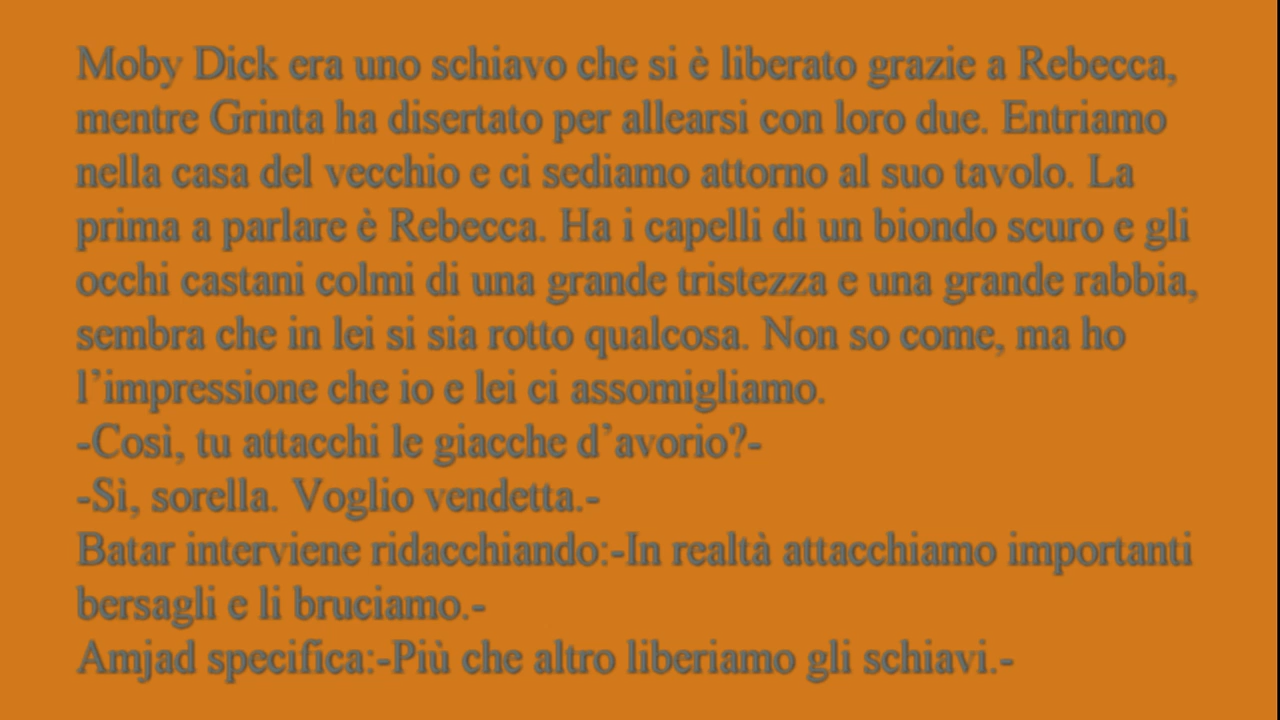 Moby Dick era uno schiavo che si è liberato grazie a Rebecca,
mentre Grinta ha disertato per allearsi con loro due. Entriamo
nella casa del vecchio e ci sediamo attorno al suo tavolo. La
prima a parlare è Rebecca. Ha i capelli di un biondo scuro e gli
occhi castani colmi di una grande tristezza e una grande rabbia,
sembra che in lei si sia rotto qualcosa. Non so come, ma ho
l’impressione che io e lei ci assomigliamo.
-Così, tu attacchi le giacche d’avorio?-
-Sì, sorella. Voglio vendetta.-
Batar interviene ridacchiando:-In realtà attacchiamo importanti
bersagli e li bruciamo.-
Amjad specifica:-Più che altro liberiamo gli schiavi.-